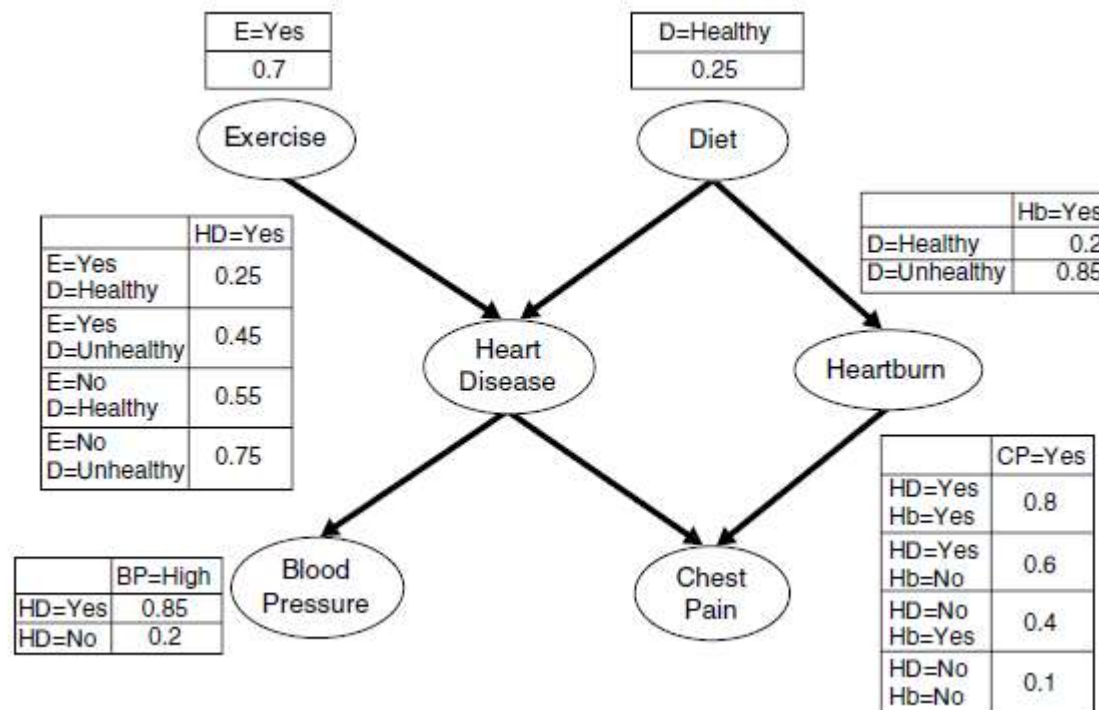 E=Yes
0.7
D=Healthy
0.25
Exercise
Diet
Hb=Yes
D=Healthy 0.2
D=Unhealthy 0.85
HD=Yes
E=Yes
D=Healthy
0.25
E=Yes
D=Unhealthy
0.45
E=No
D=Healthy
0.55
E=No
D=Unhealthy
0.75
Heart
Disease
Heartburn
CP=Yes
HD=Yes
Hb=Yes
0.8
HD=Yes
Hb=No
0.6
HD=No
Hb=Yes
0.4
HD=No
Hb=No
0.1
BP=High
HD=Yes 0.85
HD=No 0.2
Blood
Pressure
Chest
Pain